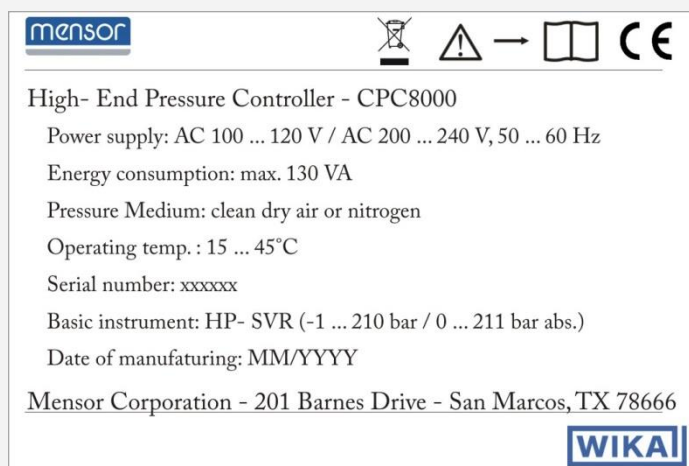 mensor
CE
High- End Pressure Controller - CPC8000
Power supply: AC 100 ... 120 V / AC 200 ... 240 V, 50 ... 60 Hz
Energy consumption: max. 130 VA
Pressure Medium: clean dry air or nitrogen
Operating temp. : 15 ... 45°C
Serial number: xxxxxx
Basic instrument: HP- SVR (-1 ... 210 bar / 0 ... 211 bar abs.)
Date of manufaturing: MM/YYYY
Mensor Corporation - 201 Barnes Drive - San Marcos, TX 78666
WIKA